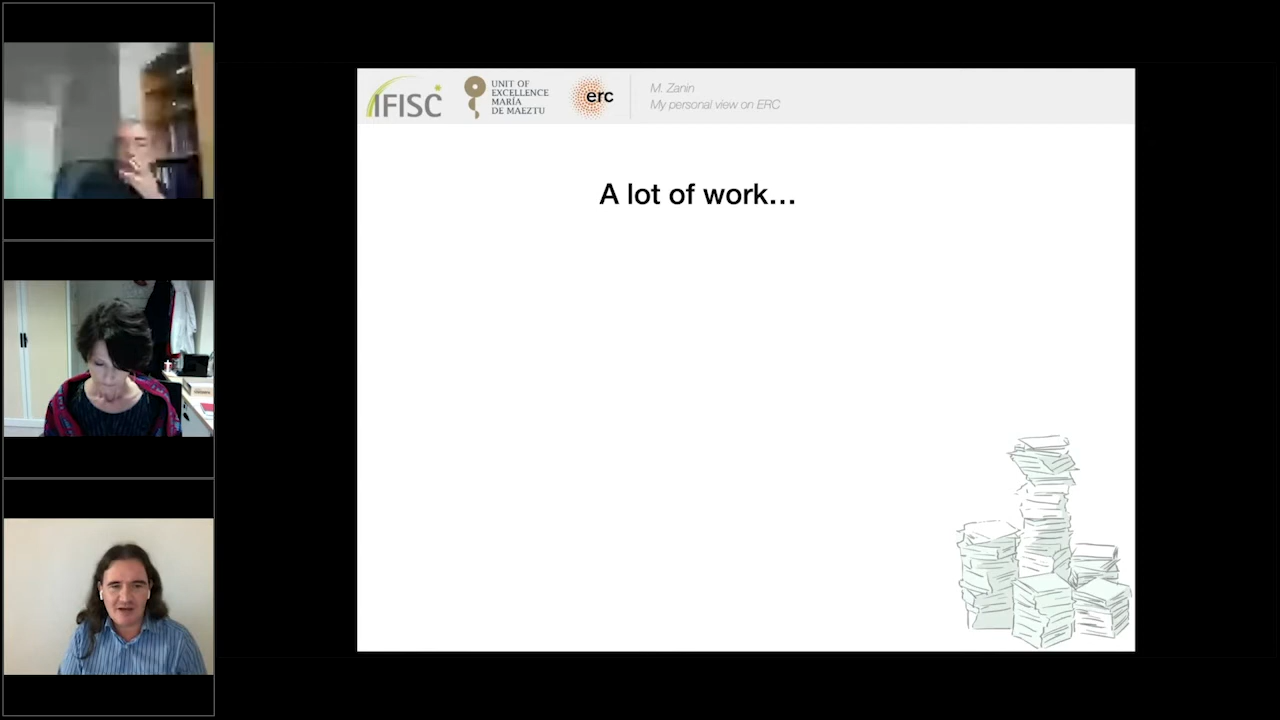 IFISC
UNIT OF
EXCELLENCE
MARÍA
DE MAEZTU
erc
M. Zanin
My personal view on ERC
A lot of work...